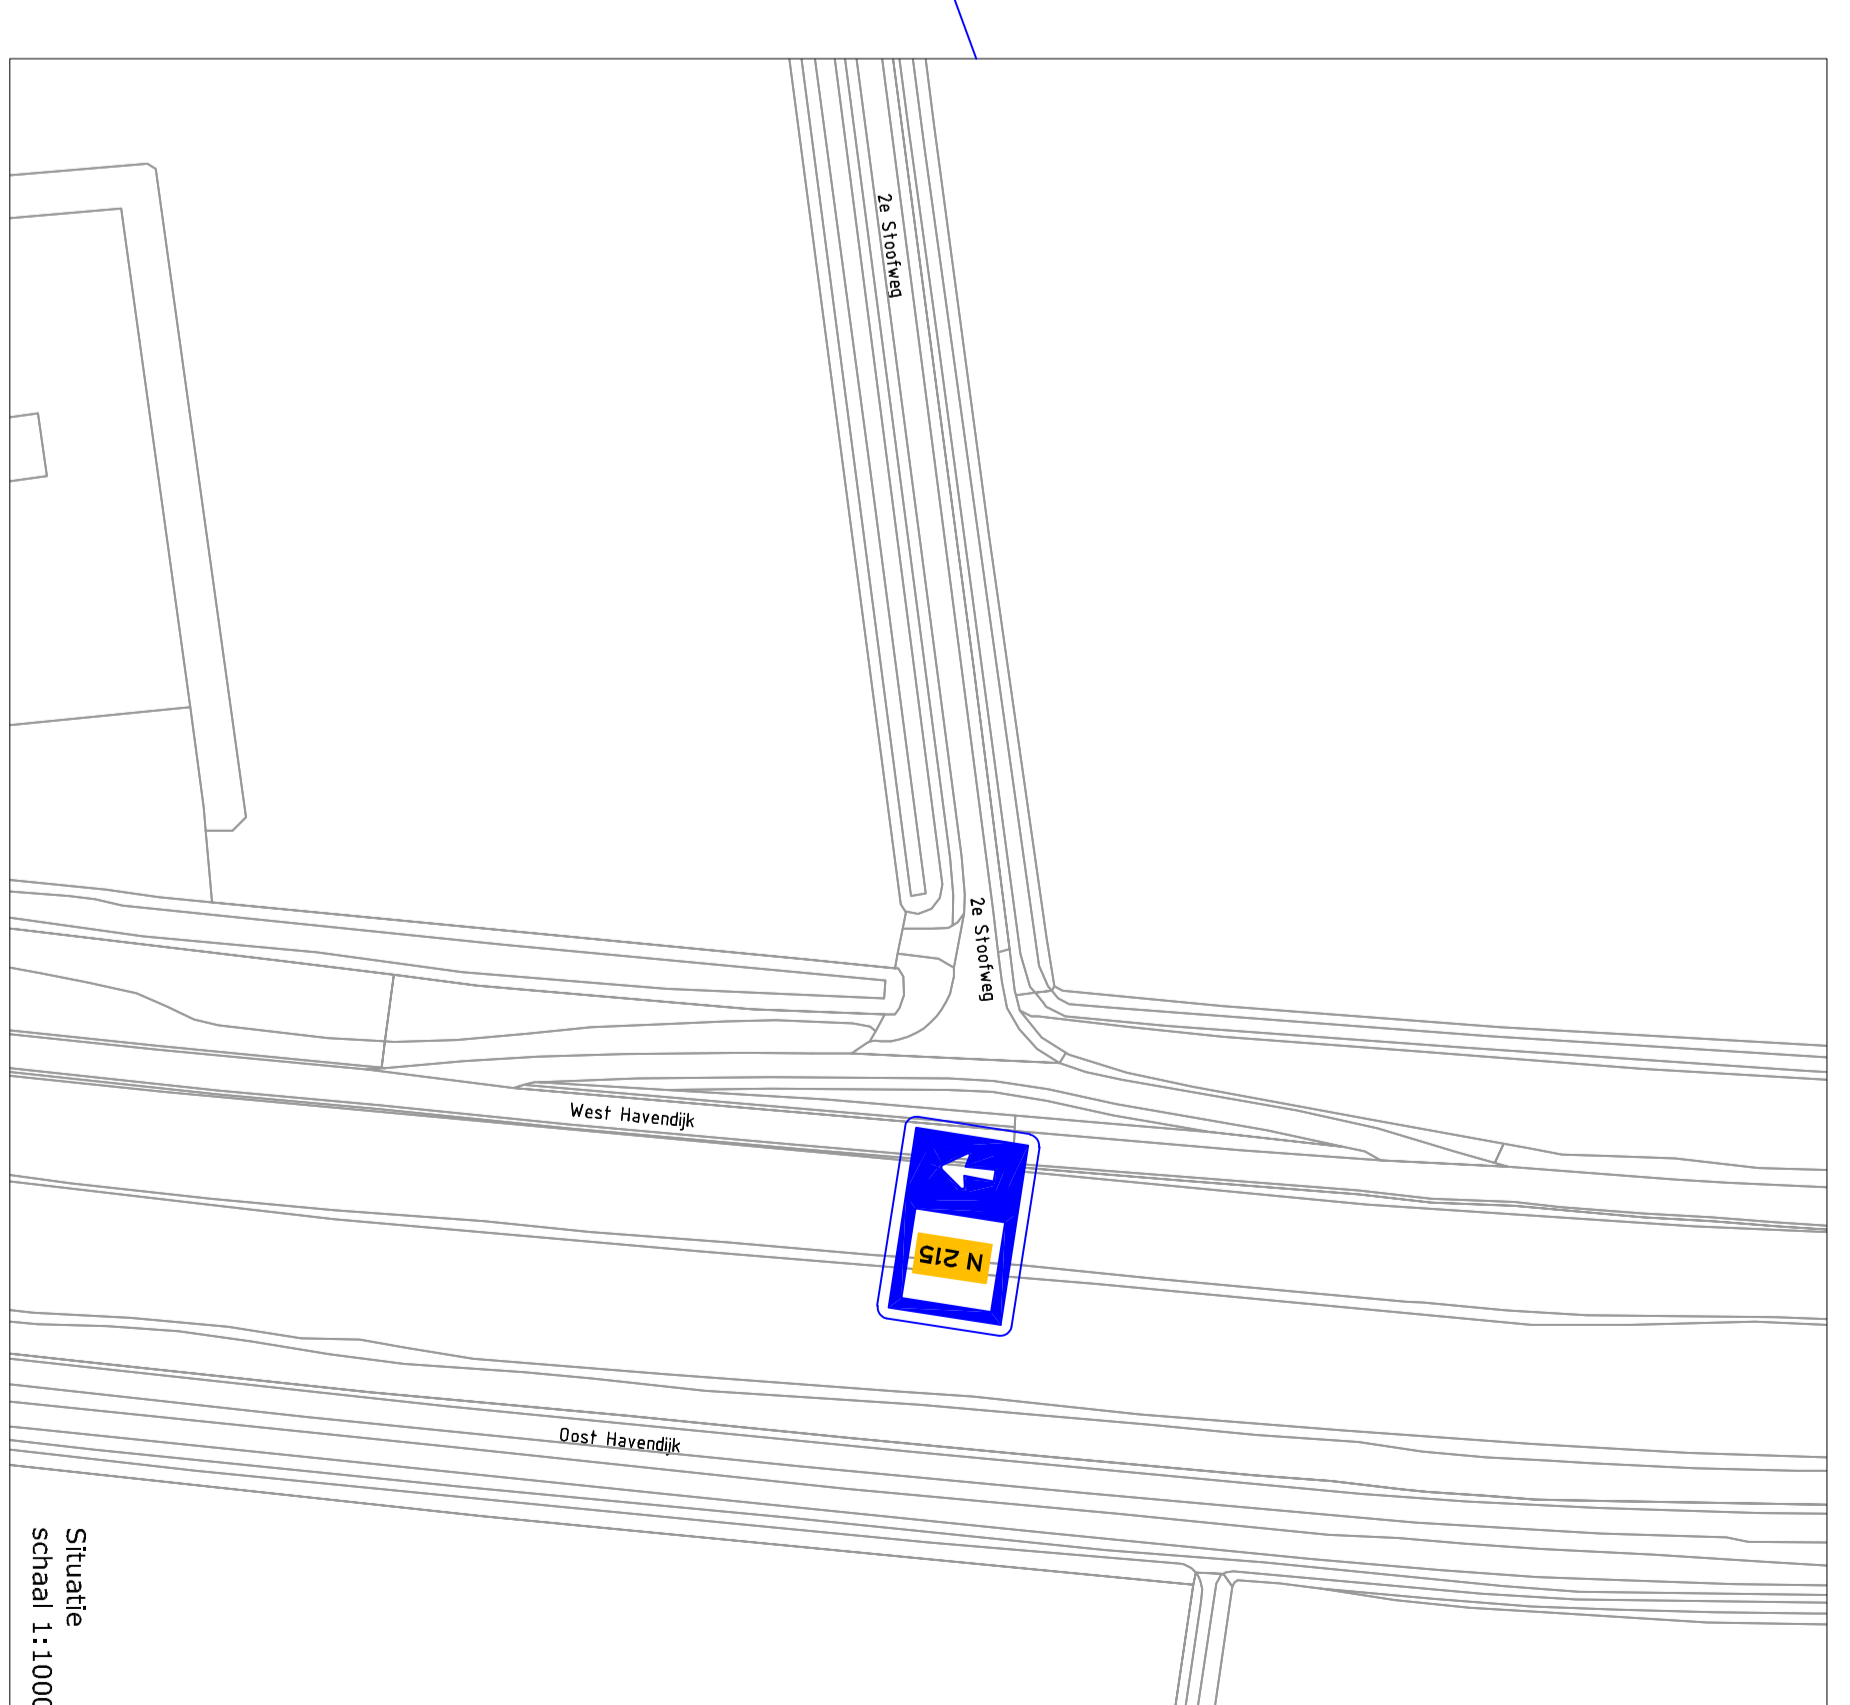 2e Stoofweg
2e Stoofweg
West Havendijk
N 215
Oost Havendijk
Situatie
schaal 1:1000